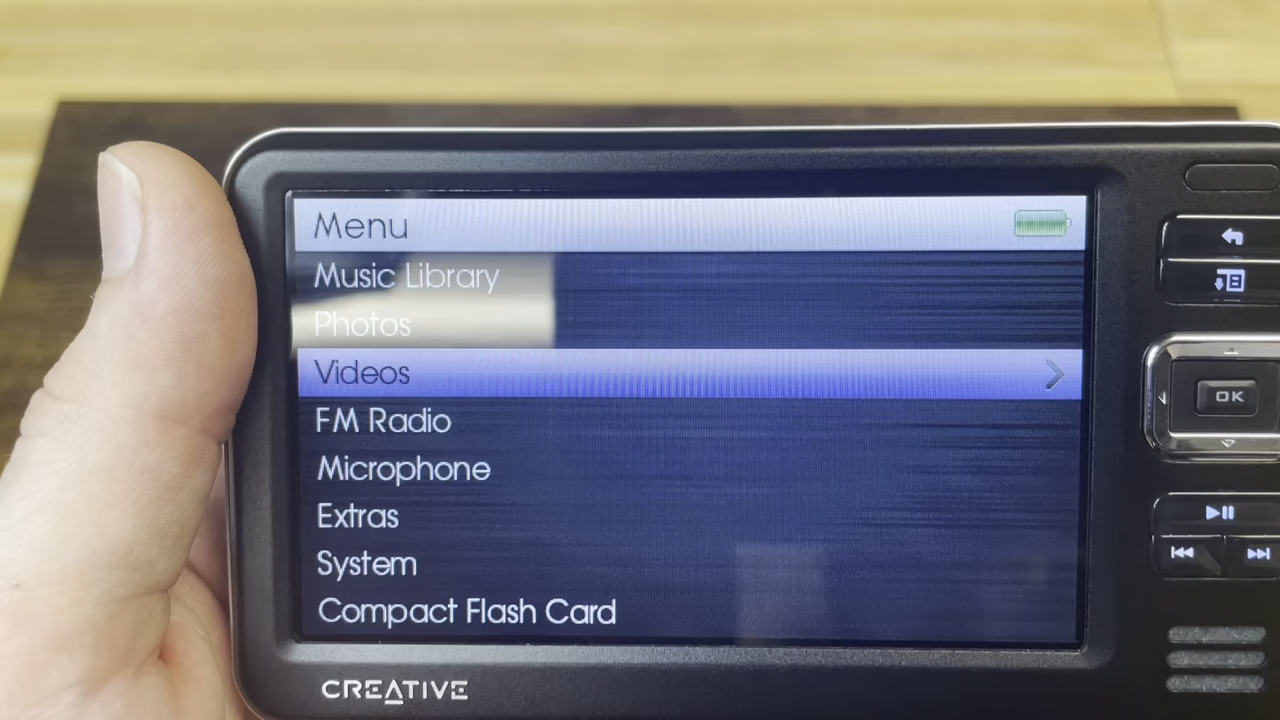 Menu
Music Library
Photos
Videos
FM Radio
Microphone
Extras
System
Compact Flash Card
OK
CREATIVE